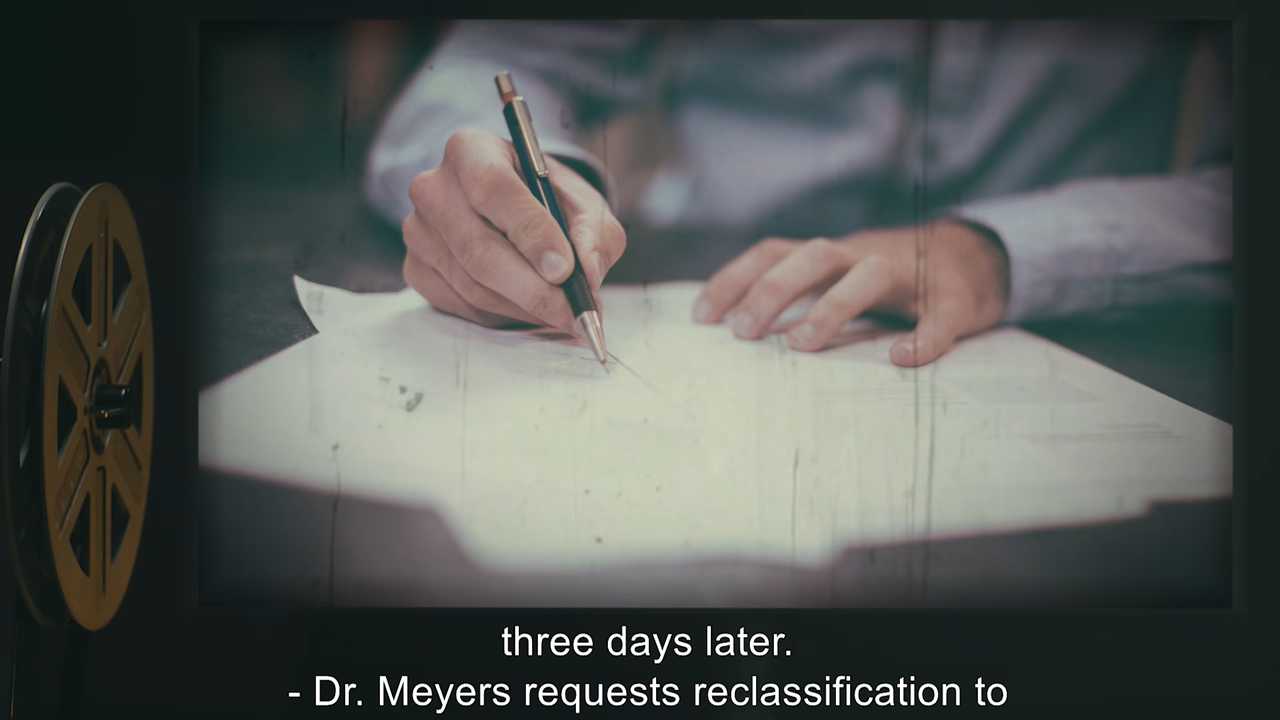 three days later.
- Dr. Meyers requests reclassification to